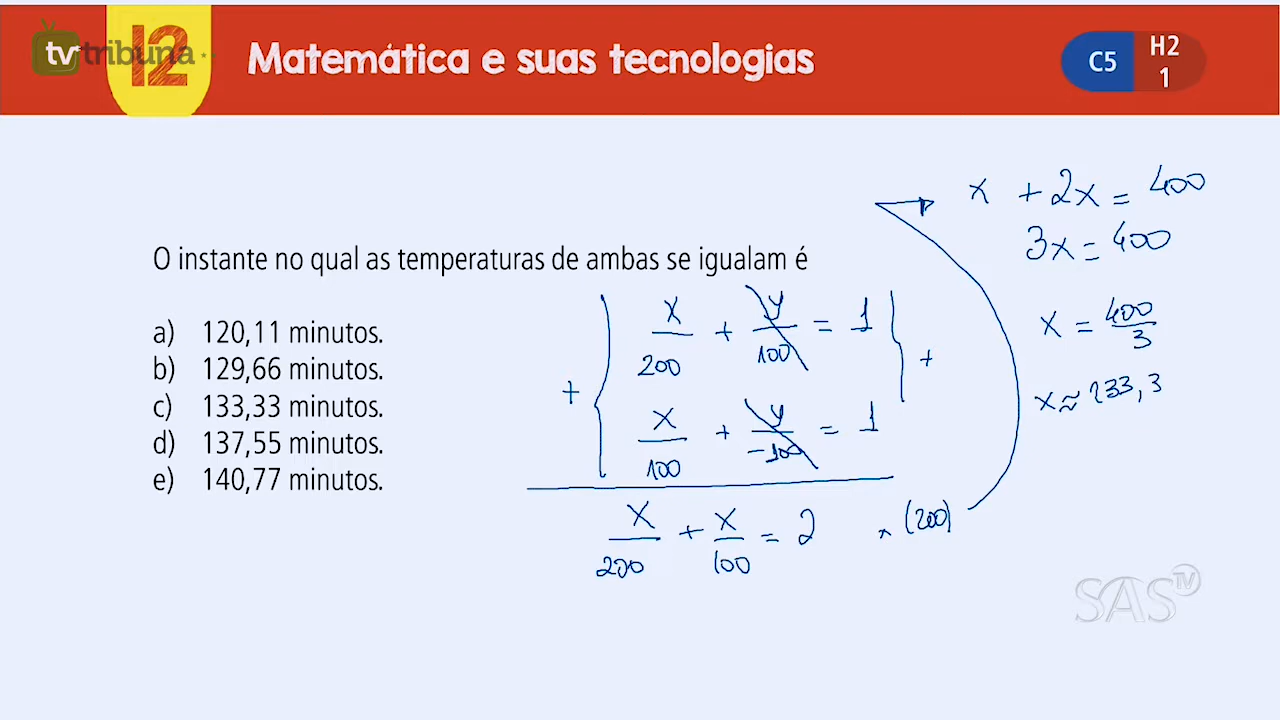 tv tribuna
12
Matemática e suas tecnologias
C5
H2
1
O instante no qual as temperaturas de ambas se igualam é
a) 120,11 minutos.
b) 129,66 minutos.
c) 133,33 minutos.
d) 137,55 minutos.
e) 140,77 minutos.
x/200 + y/100 = 1
+ +
x/100 + y/-100 = 1
x/200 + x/100 = 2 × (200)
x + 2x = 400
3x = 400
x = 400/3
x ≈ 133,3
SAS TV